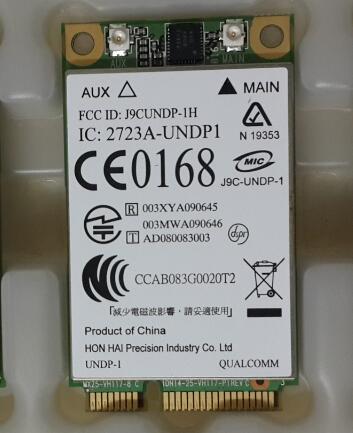 AUX MAIN
AUX △ ▲ MAIN
FCC ID: J9CUNDP-1H
IC: 2723A-UNDP1
N 19353
CE0168
MIC
J9C-UNDP-1
R 003XYA090645
003MWA090646
T AD080083003
dspr
CCAB083G0020T2
「減少電磁波影響，請妥適使用」
Product of China
HON HAI Precision Industry Co. Ltd
UNDP-1 QUALCOMM